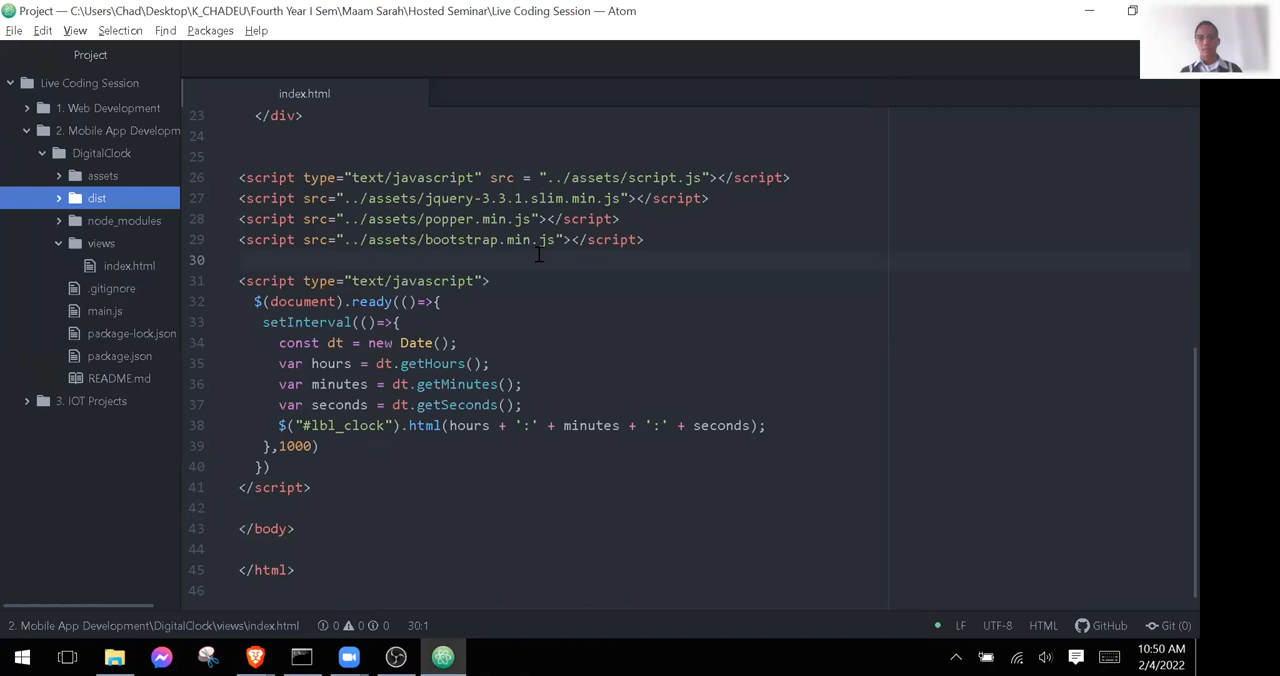 Project — C:\Users\Chad\Desktop\K_CHADEU\Fourth Year I Sem\Maam Sarah\Hosted Seminar\Live Coding Session — Atom
File Edit View Selection Find Packages Help
Project
Live Coding Session
1. Web Development
2. Mobile App Developm
DigitalClock
assets
dist
node_modules
views
index.html
.gitignore
main.js
package-lock.json
package.json
README.md
3. IOT Projects
index.html
23 </div>
24
25
26 <script type="text/javascript" src = "../assets/script.js"></script>
27 <script src="../assets/jquery-3.3.1.slim.min.js"></script>
28 <script src="../assets/popper.min.js"></script>
29 <script src="../assets/bootstrap.min.js"></script>
30
31 <script type="text/javascript">
32 $(document).ready(()=>{
33 setInterval(()=>{
34 const dt = new Date();
35 var hours = dt.getHours();
36 var minutes = dt.getMinutes();
37 var seconds = dt.getSeconds();
38 $("#lbl_clock").html(hours + ':' + minutes + ':' + seconds);
39 },1000)
40 })
41 </script>
42
43 </body>
44
45 </html>
46
2. Mobile App Development\DigitalClock\views\index.html 0 0 0 30:1 LF UTF-8 HTML GitHub Git (0)
10:50 AM
2/4/2022